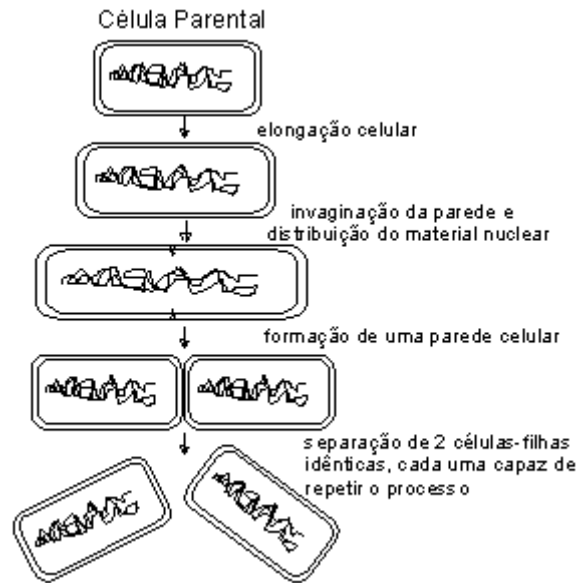 Célula Parental
elongação celular
invaginação da parede e
distribuição do material nuclear
formação de uma parede celular
separação de 2 células-filhas
idênticas, cada uma capaz de
repetir o processo